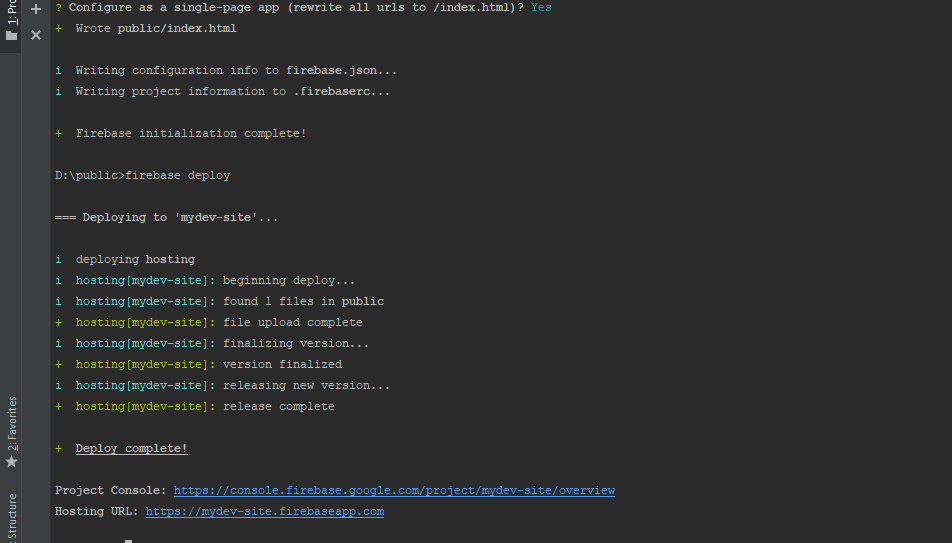 ? Configure as a single-page app (rewrite all urls to /index.html)? Yes
+ Wrote public/index.html
i Writing configuration info to firebase.json...
i Writing project information to .firebaserc...
+ Firebase initialization complete!
D:\public>firebase deploy
=== Deploying to 'mydev-site'...
i deploying hosting
i hosting[mydev-site]: beginning deploy...
i hosting[mydev-site]: found 1 files in public
+ hosting[mydev-site]: file upload complete
i hosting[mydev-site]: finalizing version...
+ hosting[mydev-site]: version finalized
i hosting[mydev-site]: releasing new version...
+ hosting[mydev-site]: release complete
+ Deploy complete!
Project Console: https://console.firebase.google.com/project/mydev-site/overview
Hosting URL: https://mydev-site.firebaseapp.com
1: Pro
2: Favorites
: Structure